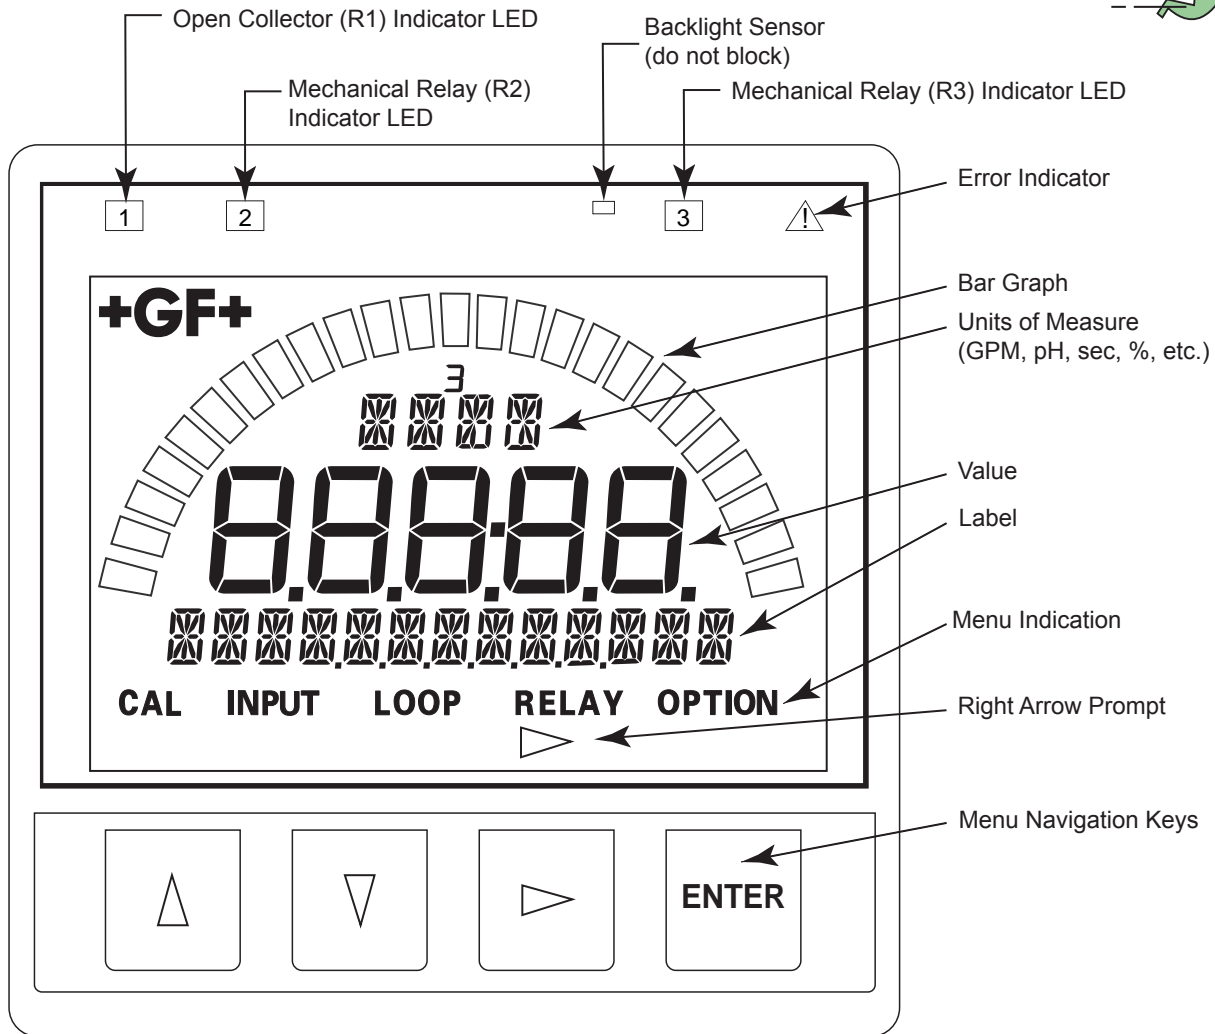 Open Collector (R1) Indicator LED
Backlight Sensor
(do not block)
Mechanical Relay (R2)
Indicator LED
Mechanical Relay (R3) Indicator LED
Error Indicator
1
2
3
!
+GF+
Bar Graph
Units of Measure
(GPM, pH, sec, %, etc.)
3
Value
88888.
Label
Menu Indication
CAL INPUT LOOP RELAY OPTION
Right Arrow Prompt
Menu Navigation Keys
ENTER